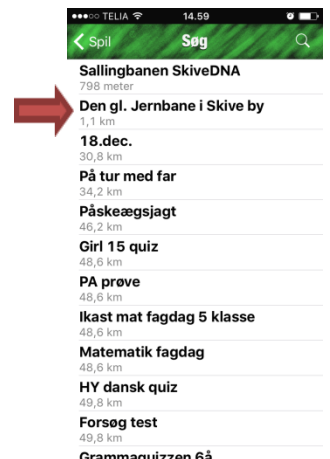 TELIA 14.59
Spil Søg
Sallingbanen SkiveDNA
798 meter
Den gl. Jernbane i Skive by
1,1 km
18.dec.
30,8 km
På tur med far
34,2 km
Påskeægsjagt
46,2 km
Girl 15 quiz
48,6 km
PA prøve
48,6 km
Ikast mat fagdag 5 klasse
48,6 km
Matematik fagdag
48,6 km
HY dansk quiz
49,8 km
Forsøg test
49,8 km
Grammaquizzen 6å